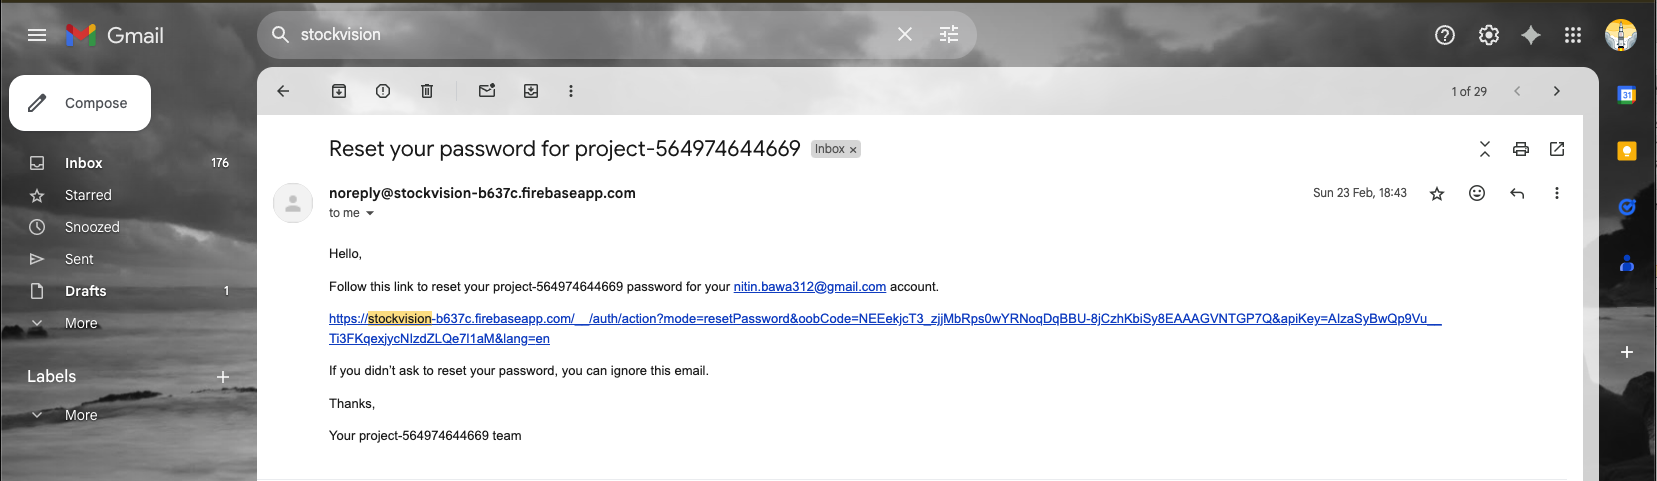 Gmail
stockvision
Compose
1 of 29
Inbox 176
Starred
Snoozed
Sent
Drafts 1
More
Labels
More
Reset your password for project-564974644669 Inbox x
noreply@stockvision-b637c.firebaseapp.com Sun 23 Feb, 18:43
to me
Hello,
Follow this link to reset your project-564974644669 password for your nitin.bawa312@gmail.com account.
https://stockvision-b637c.firebaseapp.com/__/auth/action?mode=resetPassword&oobCode=NEEekjcT3_zjjMbRps0wYRNoqDqBBU-8jCzhKbiSy8EAAAGVNTGP7Q&apiKey=AIzaSyBwQp9Vu__
Ti3FKqexjycNIzdZLQe7I1aM&lang=en
If you didn’t ask to reset your password, you can ignore this email.
Thanks,
Your project-564974644669 team
31